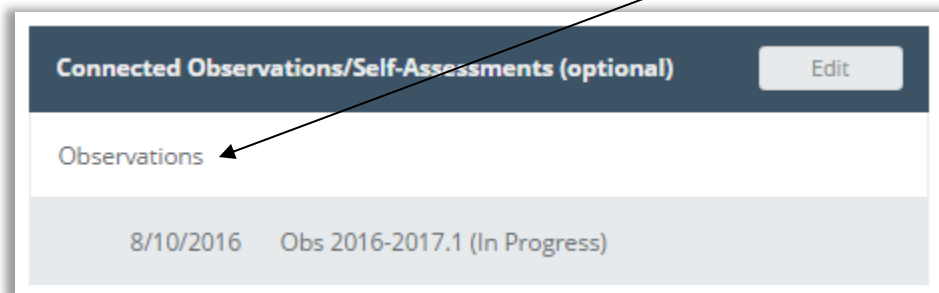 Connected Observations/Self-Assessments (optional) Edit
Observations
8/10/2016 Obs 2016-2017.1 (In Progress)